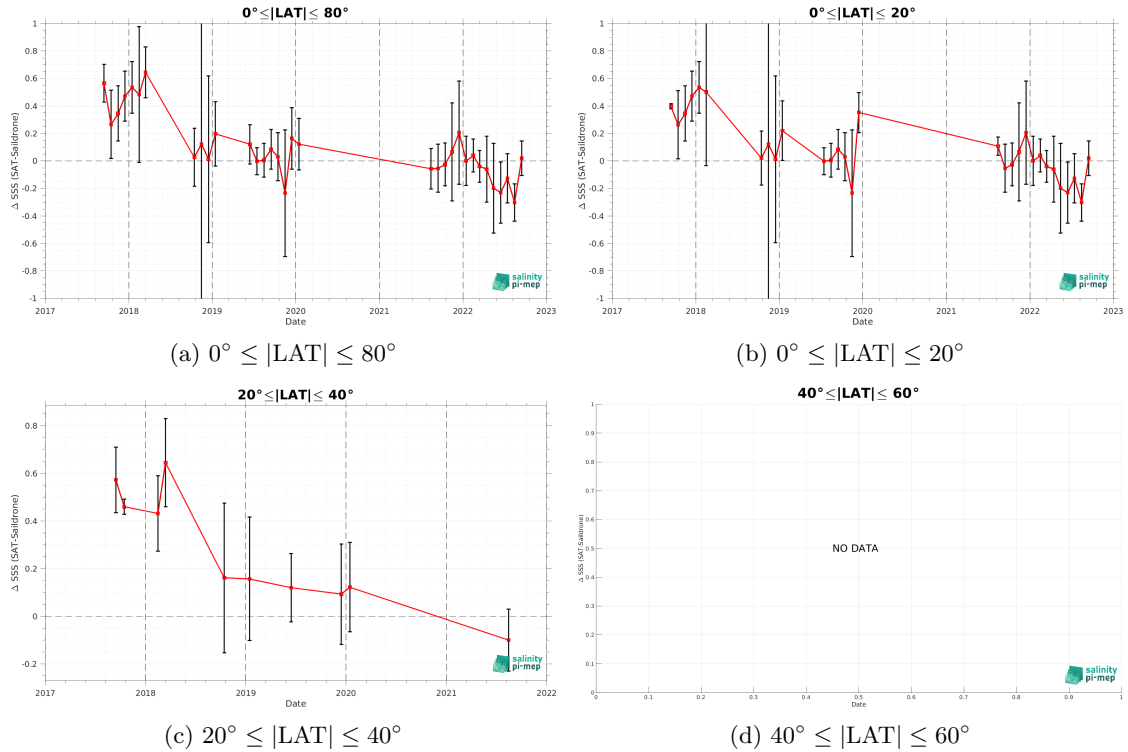 0°≤|LAT|≤ 80°
1
0.8
0.6
0.4
0.2
0
-0.2
-0.4
-0.6
-0.8
-1
Δ SSS (SAT-Saildrone)
2017 2018 2019 2020 2021 2022 2023
Date
salinity
pi-mep
(a) 0° ≤ |LAT| ≤ 80°
0°≤|LAT|≤ 20°
1
0.8
0.6
0.4
0.2
0
-0.2
-0.4
-0.6
-0.8
-1
Δ SSS (SAT-Saildrone)
2017 2018 2019 2020 2021 2022 2023
Date
salinity
pi-mep
(b) 0° ≤ |LAT| ≤ 20°
20°≤|LAT|≤ 40°
0.8
0.6
0.4
0.2
0
-0.2
Δ SSS (SAT-Saildrone)
2017 2018 2019 2020 2021 2022
Date
salinity
pi-mep
(c) 20° ≤ |LAT| ≤ 40°
40°≤|LAT|≤ 60°
1
0.9
0.8
0.7
0.6
0.5
0.4
0.3
0.2
0.1
0
Δ SSS (SAT-Saildrone)
NO DATA
0 0.1 0.2 0.3 0.4 0.5 0.6 0.7 0.8 0.9 1
Date
salinity
pi-mep
(d) 40° ≤ |LAT| ≤ 60°